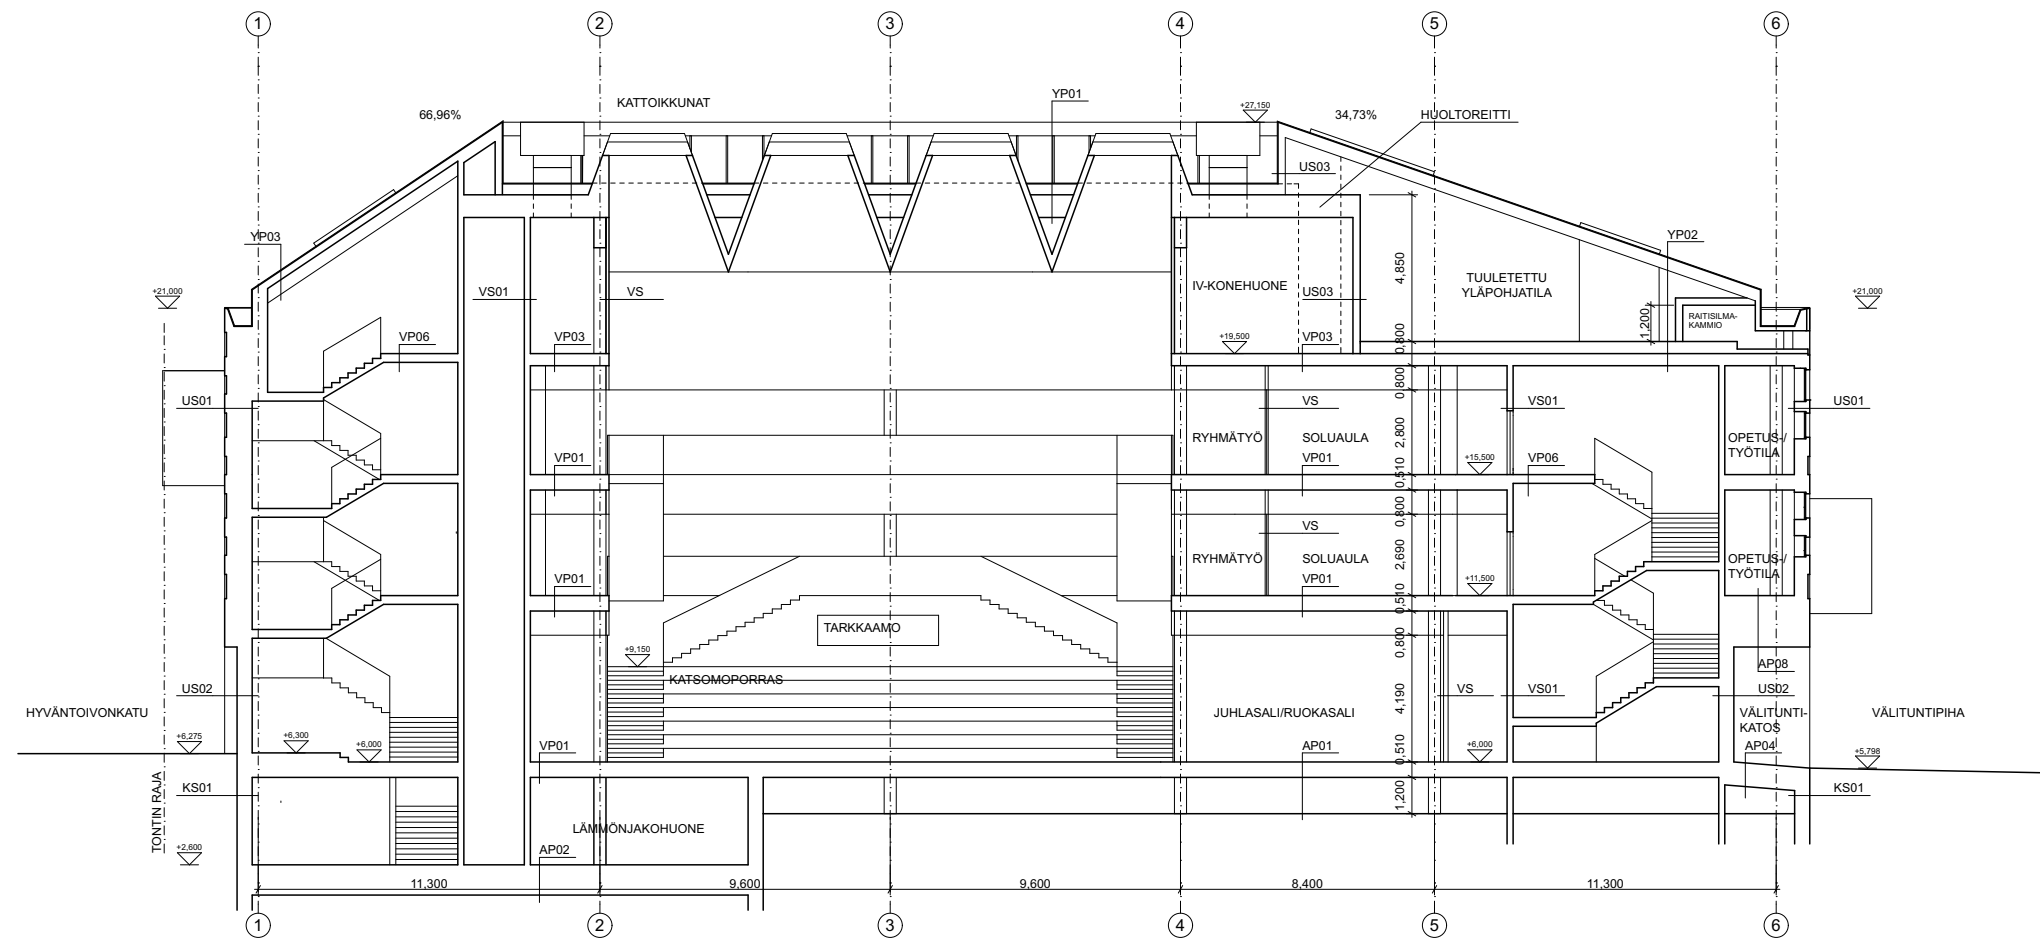 1 2 3 4 5 6
KATTOIKKUNAT
YP01
66,96%
+27,150
34,73%
HUOLTOREITTI
US03
YP03
YP02
+21,000
VS01
VS
IV-KONEHUONE
US03
4,850
TUULETETTU
YLÄPOHJATILA
+21,000
RAITISILMA-
KAMMIO
1,200
VP06
VP03
+19,500
VP03
0,800
0,800
US01
VS
VS01
US01
RYHMÄTYÖ
SOLUAULA
2,800
OPETUS-/
TYÖTILA
VP01
VP01
0,510
+15,500
VP06
0,800
VS
RYHMÄTYÖ
SOLUAULA
2,690
OPETUS-/
TYÖTILA
VP01
VP01
0,510
+11,500
TARKKAAMO
0,800
+9,150
KATSOMOPORRAS
AP08
US02
VS
VS01
US02
4,190
HYVÄNTOIVONKATU
JUHLASALI/RUOKASALI
VÄLITUNTI-
KATOS
VÄLITUNTIPIHA
+6,275
+6,300
+6,000
VP01
AP01
0,510
+6,000
AP04
+5,798
TONTIN RAJA
KS01
1,200
KS01
LÄMMÖNJAKOHUONE
+2,600
AP02
11,300
9,600
9,600
8,400
11,300
1 2 3 4 5 6